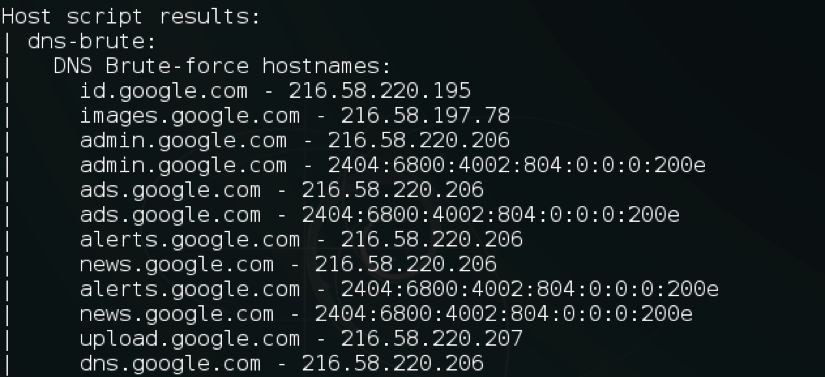 Host script results:
| dns-brute:
|   DNS Brute-force hostnames:
|     id.google.com - 216.58.220.195
|     images.google.com - 216.58.197.78
|     admin.google.com - 216.58.220.206
|     admin.google.com - 2404:6800:4002:804:0:0:0:200e
|     ads.google.com - 216.58.220.206
|     ads.google.com - 2404:6800:4002:804:0:0:0:200e
|     alerts.google.com - 216.58.220.206
|     news.google.com - 216.58.220.206
|     alerts.google.com - 2404:6800:4002:804:0:0:0:200e
|     news.google.com - 2404:6800:4002:804:0:0:0:200e
|     upload.google.com - 216.58.220.207
|     dns.google.com - 216.58.220.206